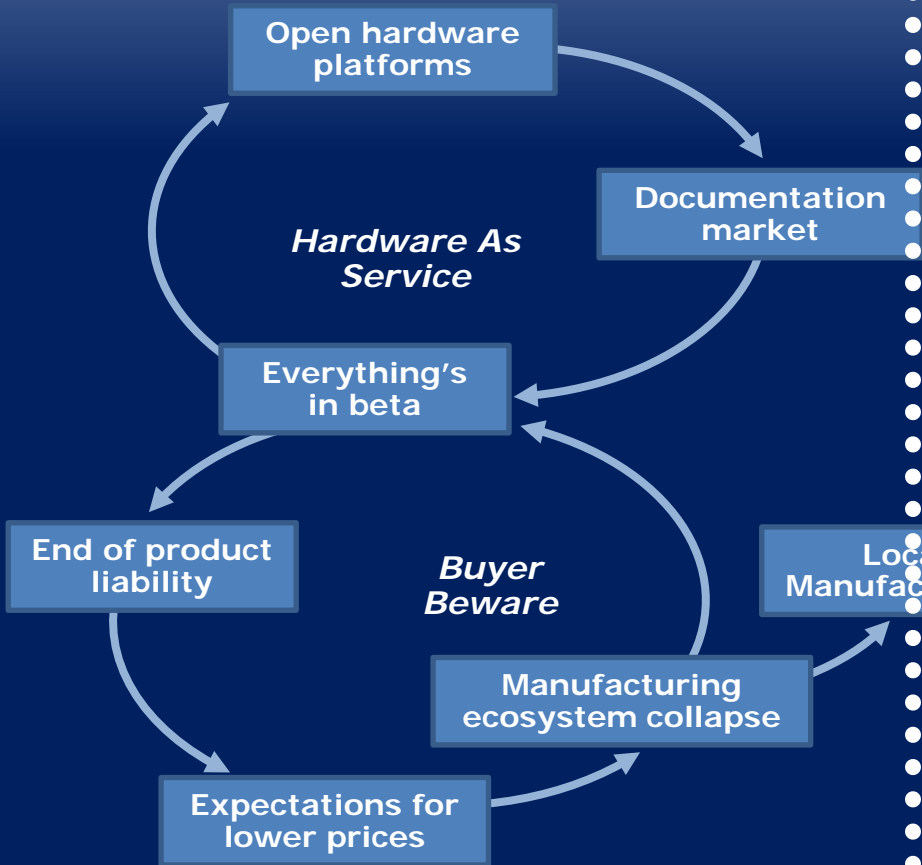 Open hardware
platforms
Documentation
market
Hardware As
Service
Everything's
in beta
End of product
liability
Buyer
Beware
Manufacturing
ecosystem collapse
Expectations for
lower prices